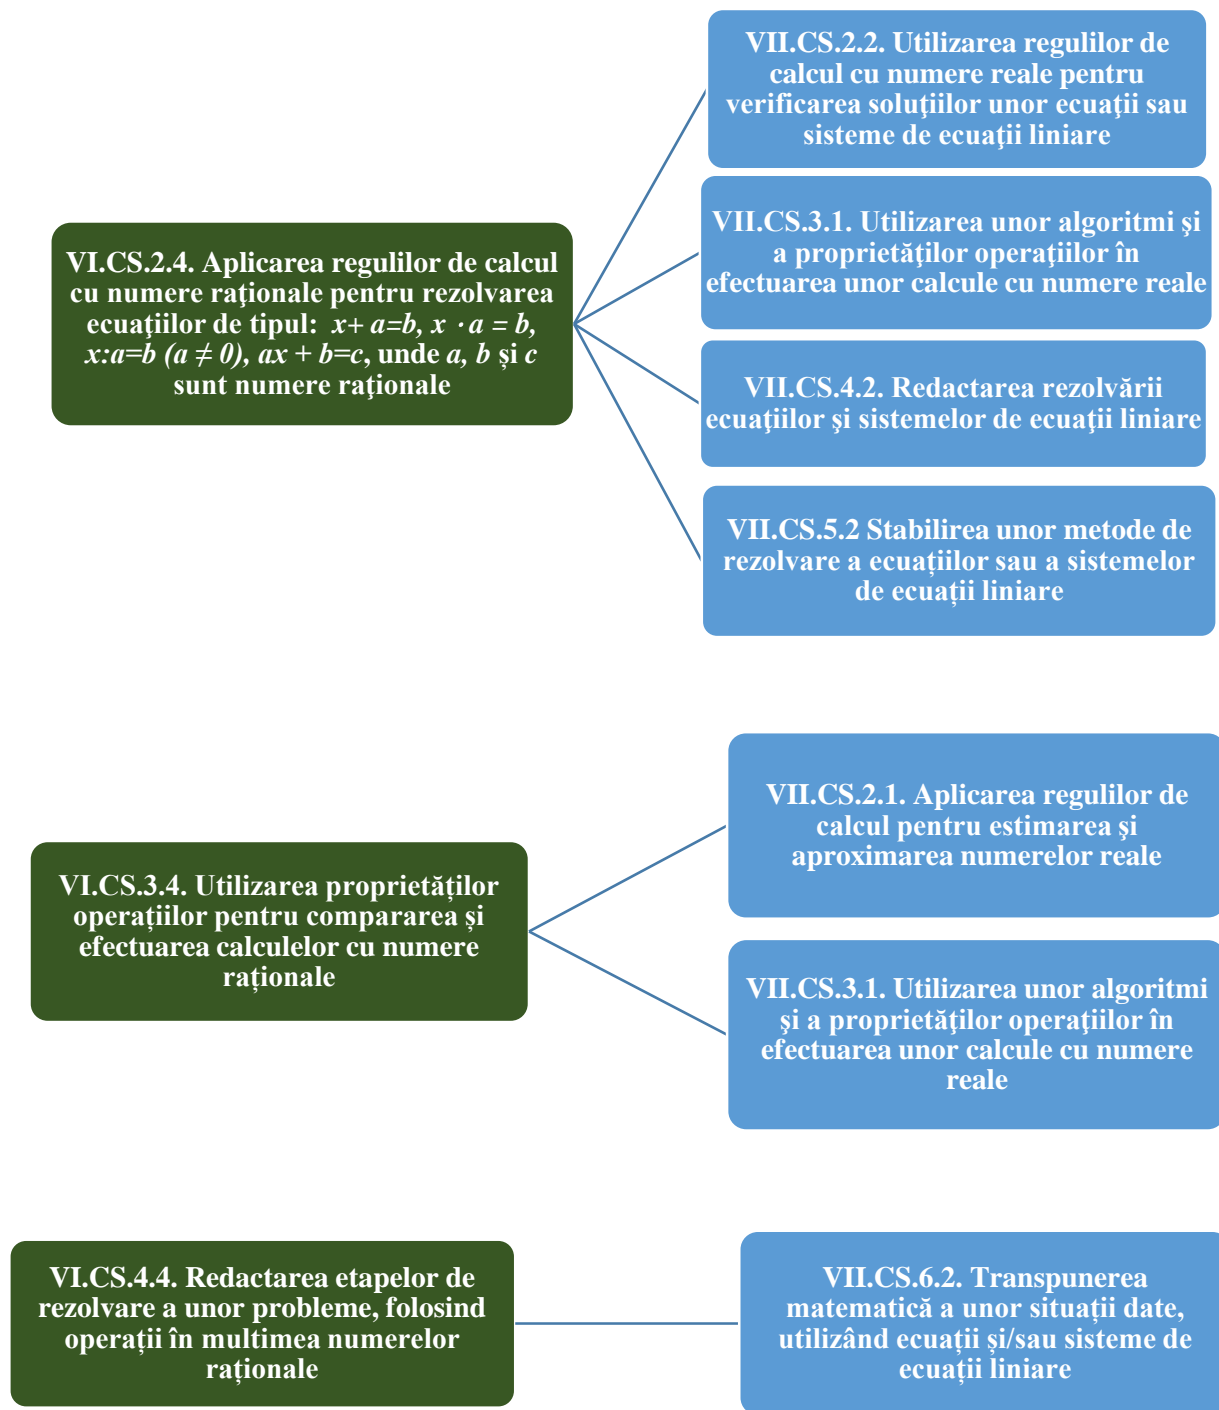 VI.CS.2.4. Aplicarea regulilor de calcul
cu numere raţionale pentru rezolvarea
ecuaţiilor de tipul: x+ a=b, x · a = b,
x:a=b (a ≠ 0), ax + b=c, unde a, b și c
sunt numere raţionale
VII.CS.2.2. Utilizarea regulilor de
calcul cu numere reale pentru
verificarea soluţiilor unor ecuaţii sau
sisteme de ecuaţii liniare
VII.CS.3.1. Utilizarea unor algoritmi şi
a proprietăţilor operaţiilor în
efectuarea unor calcule cu numere reale
VII.CS.4.2. Redactarea rezolvării
ecuaţiilor şi sistemelor de ecuaţii liniare
VII.CS.5.2 Stabilirea unor metode de
rezolvare a ecuațiilor sau a sistemelor
de ecuații liniare
VI.CS.3.4. Utilizarea proprietăților
operațiilor pentru compararea și
efectuarea calculelor cu numere
raționale
VII.CS.2.1. Aplicarea regulilor de
calcul pentru estimarea şi
aproximarea numerelor reale
VII.CS.3.1. Utilizarea unor algoritmi
şi a proprietăţilor operaţiilor în
efectuarea unor calcule cu numere
reale
VI.CS.4.4. Redactarea etapelor de
rezolvare a unor probleme, folosind
operații în multimea numerelor
raționale
VII.CS.6.2. Transpunerea
matematică a unor situații date,
utilizând ecuații și/sau sisteme de
ecuații liniare